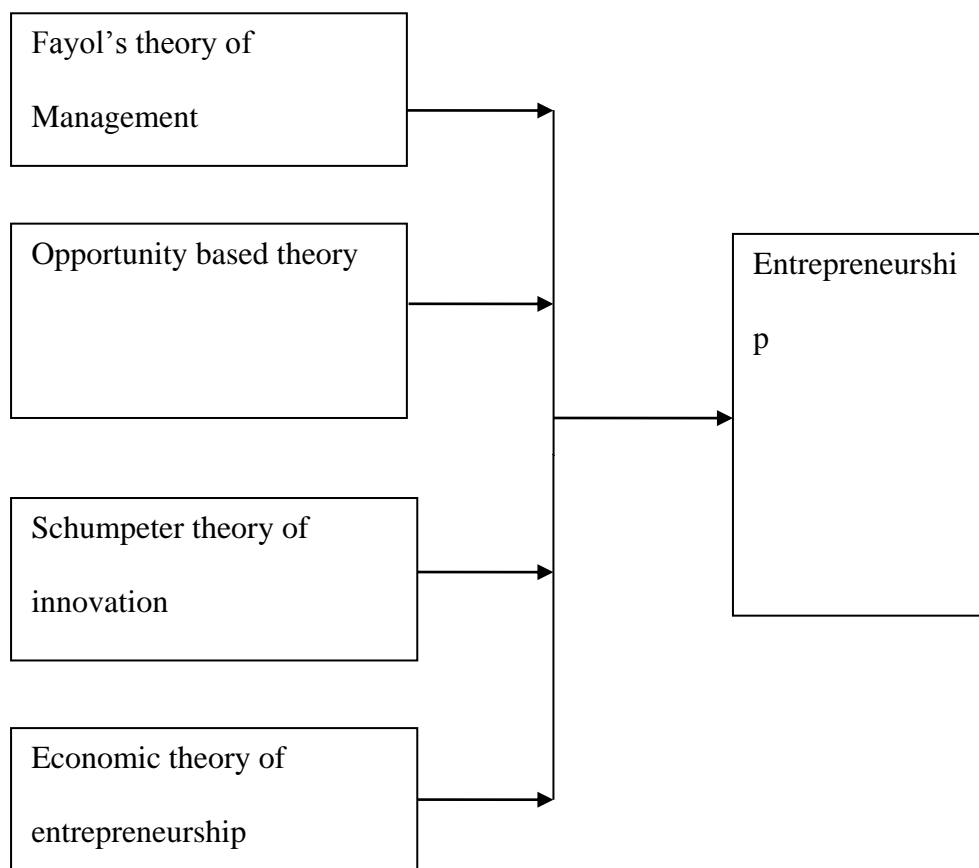 Fayol’s theory of
Management
Opportunity based theory
Entrepreneurshi
p
Schumpeter theory of
innovation
Economic theory of
entrepreneurship